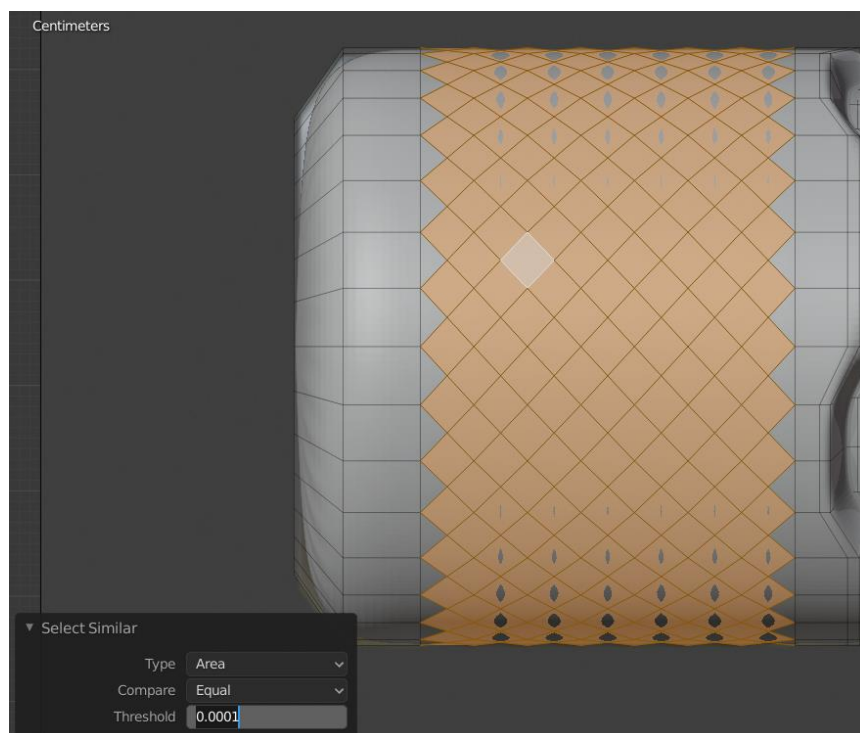 Centimeters
Select Similar
Type Area
Compare Equal
Threshold 0.0001